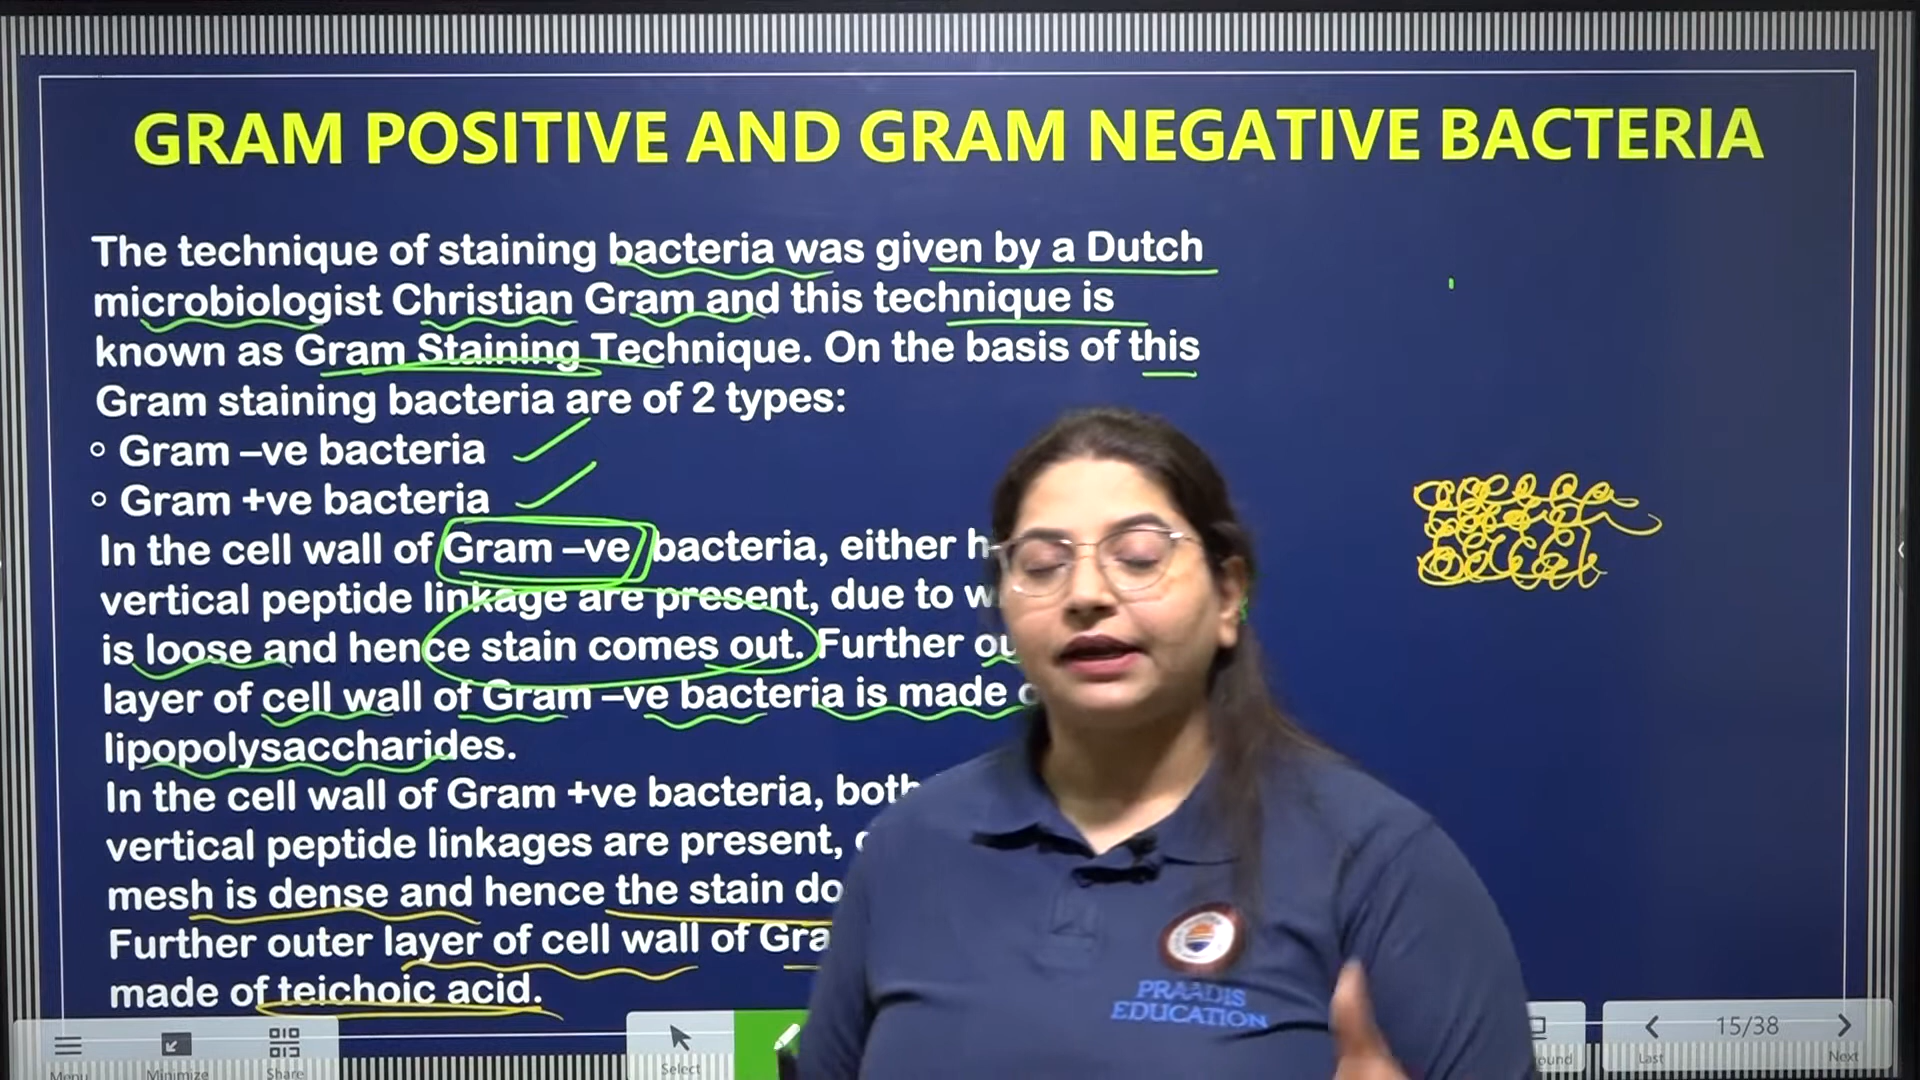 GRAM POSITIVE AND GRAM NEGATIVE BACTERIA
The technique of staining bacteria was given by a Dutch
microbiologist Christian Gram and this technique is
known as Gram Staining Technique. On the basis of this
Gram staining bacteria are of 2 types:
Gram –ve bacteria
Gram +ve bacteria
In the cell wall of Gram –ve bacteria, either
vertical peptide linkage are present, due to
is loose and hence stain comes out. Further
layer of cell wall of Gram –ve bacteria is made
lipopolysaccharides.
In the cell wall of Gram +ve bacteria, both
vertical peptide linkages are present,
mesh is dense and hence the stain
Further outer layer of cell wall of
made of teichoic acid.
PRAADIS
EDUCATION
Menu
Minimize
Share
Select
15/38
Last
Next